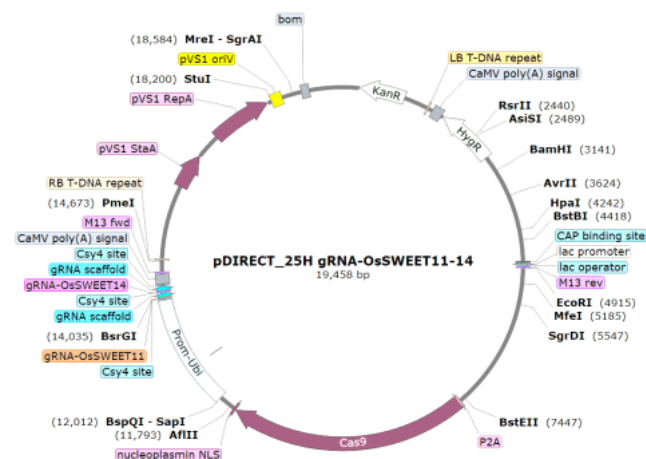 bom
(18,584) MreI - SgrAI
pVS1 oriV
(18,200) StuI
pVS1 RepA
pVS1 StaA
RB T-DNA repeat
(14,673) PmeI
M13 fwd
CaMV poly(A) signal
Csy4 site
gRNA scaffold
gRNA-OsSWEET14
Csy4 site
gRNA scaffold
(14,035) BsrGI
gRNA-OsSWEET11
Csy4 site
Prom-Ubi
(12,012) BspQI - SapI
(11,793) AflII
nucleoplasmin NLS
KanR
LB T-DNA repeat
CaMV poly(A) signal
HygR
RsrII (2440)
AsiSI (2489)
BamHI (3141)
AvrII (3624)
HpaI (4242)
BstBI (4418)
CAP binding site
lac promoter
lac operator
M13 rev
EcoRI (4915)
MfeI (5185)
SgrDI (5547)
BstEII (7447)
P2A
Cas9
pDIRECT_25H gRNA-OsSWEET11-14
19,458 bp